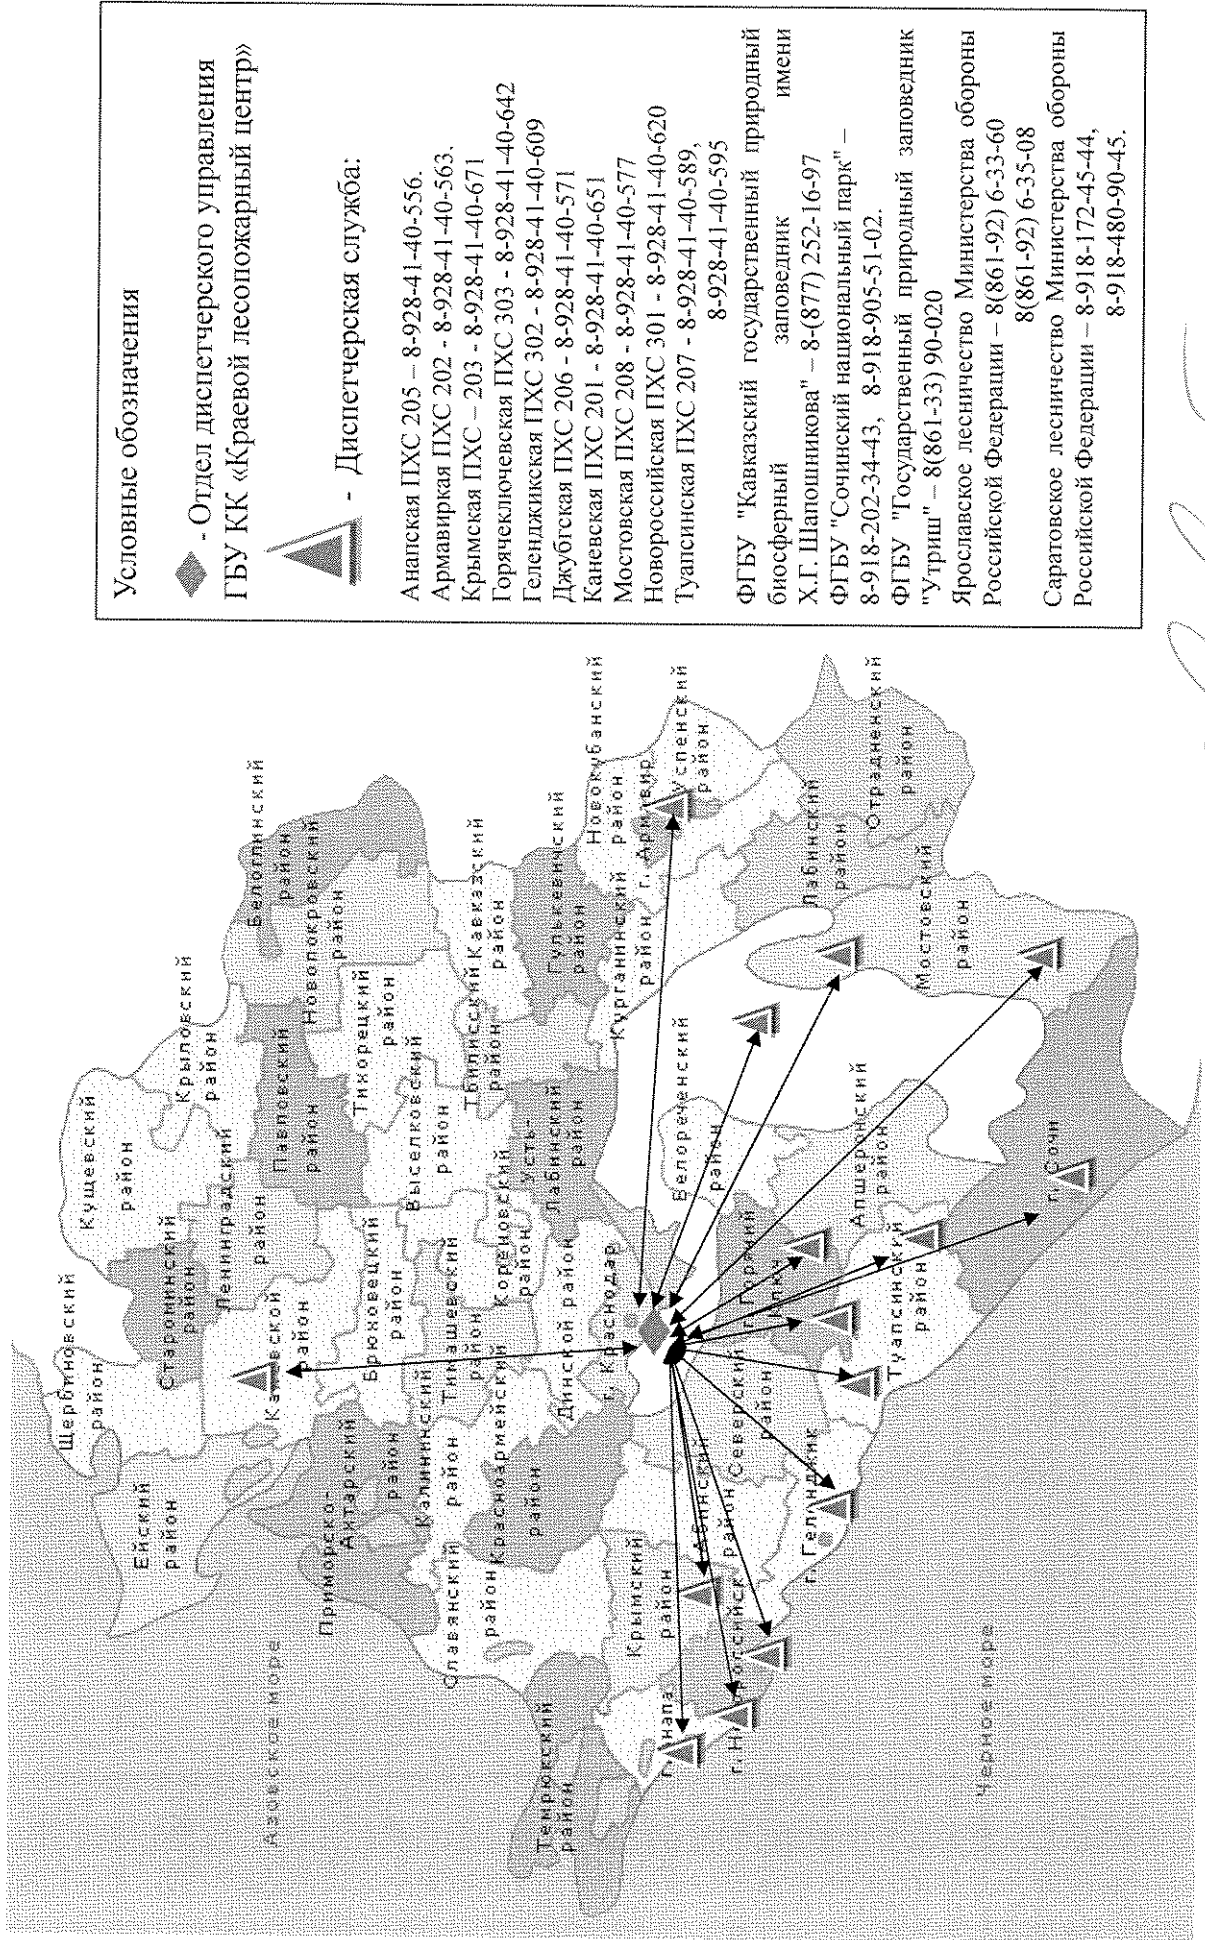 Условные обозначения
- Отдел диспетчерского управления
ГБУ КК «Краевой лесопожарный центр»
- Диспетчерская служба:
Анапская ПХС 205 – 8-928-41-40-556.
Армавиркая ПХС 202 - 8-928-41-40-563.
Крымская ПХС – 203 - 8-928-41-40-671
Горячеключевская ПХС 303 - 8-928-41-40-642
Геленджикская ПХС 302 - 8-928-41-40-609
Джубгская ПХС 206 - 8-928-41-40-571
Каневская ПХС 201 - 8-928-41-40-651
Мостовская ПХС 208 - 8-928-41-40-577
Новороссийская ПХС 301 - 8-928-41-40-620
Туапсинская ПХС 207 - 8-928-41-40-589,
8-928-41-40-595
ФГБУ "Кавказский государственный природный
биосферный заповедник имени
Х.Г. Шапошникова" – 8-(877) 252-16-97
ФГБУ "Сочинский национальный парк" –
8-918-202-34-43, 8-918-905-51-02.
ФГБУ "Государственный природный заповедник
"Утриш" – 8(861-33) 90-020
Ярославское лесничество Министерства обороны
Российской Федерации – 8(861-92) 6-33-60
8(861-92) 6-35-08
Саратовское лесничество Министерства обороны
Российской Федерации – 8-918-172-45-44,
8-918-480-90-45.
Щербиновский
район
Кущевский
район
Ейский
район
Староминский
район
Крыловский
район
Ленинградский
район
Каневской
район
Павловский
район
Белоглинский
район
Новопокровский
район
Азовское море
Приморско-
Ахтарский
район
Брюховецкий
район
Тихорецкий
район
Выселковский
район
Калининский
район
Тимашевский
район
Тбилисский
район
Кавказский
район
Славянский
район
Красноармейский
район
Кореновский
район
Усть-
Лабинский
район
Гулькевичский
район
Темрюкский
район
Динской район
г. Краснодар
Новокубанский
район
Курганинский
район
г. Армавир
Успенский
район
Крымский
район
г. Анапа
Абинский
район
Северский
район
Белореченский
район
г. Новороссийск
г. Горячий
Ключ
Лабинский
район
г. Геленджик
Апшеронский
район
Отрадненский
район
Туапсинский
район
Мостовский
район
г. Сочи
Черное море